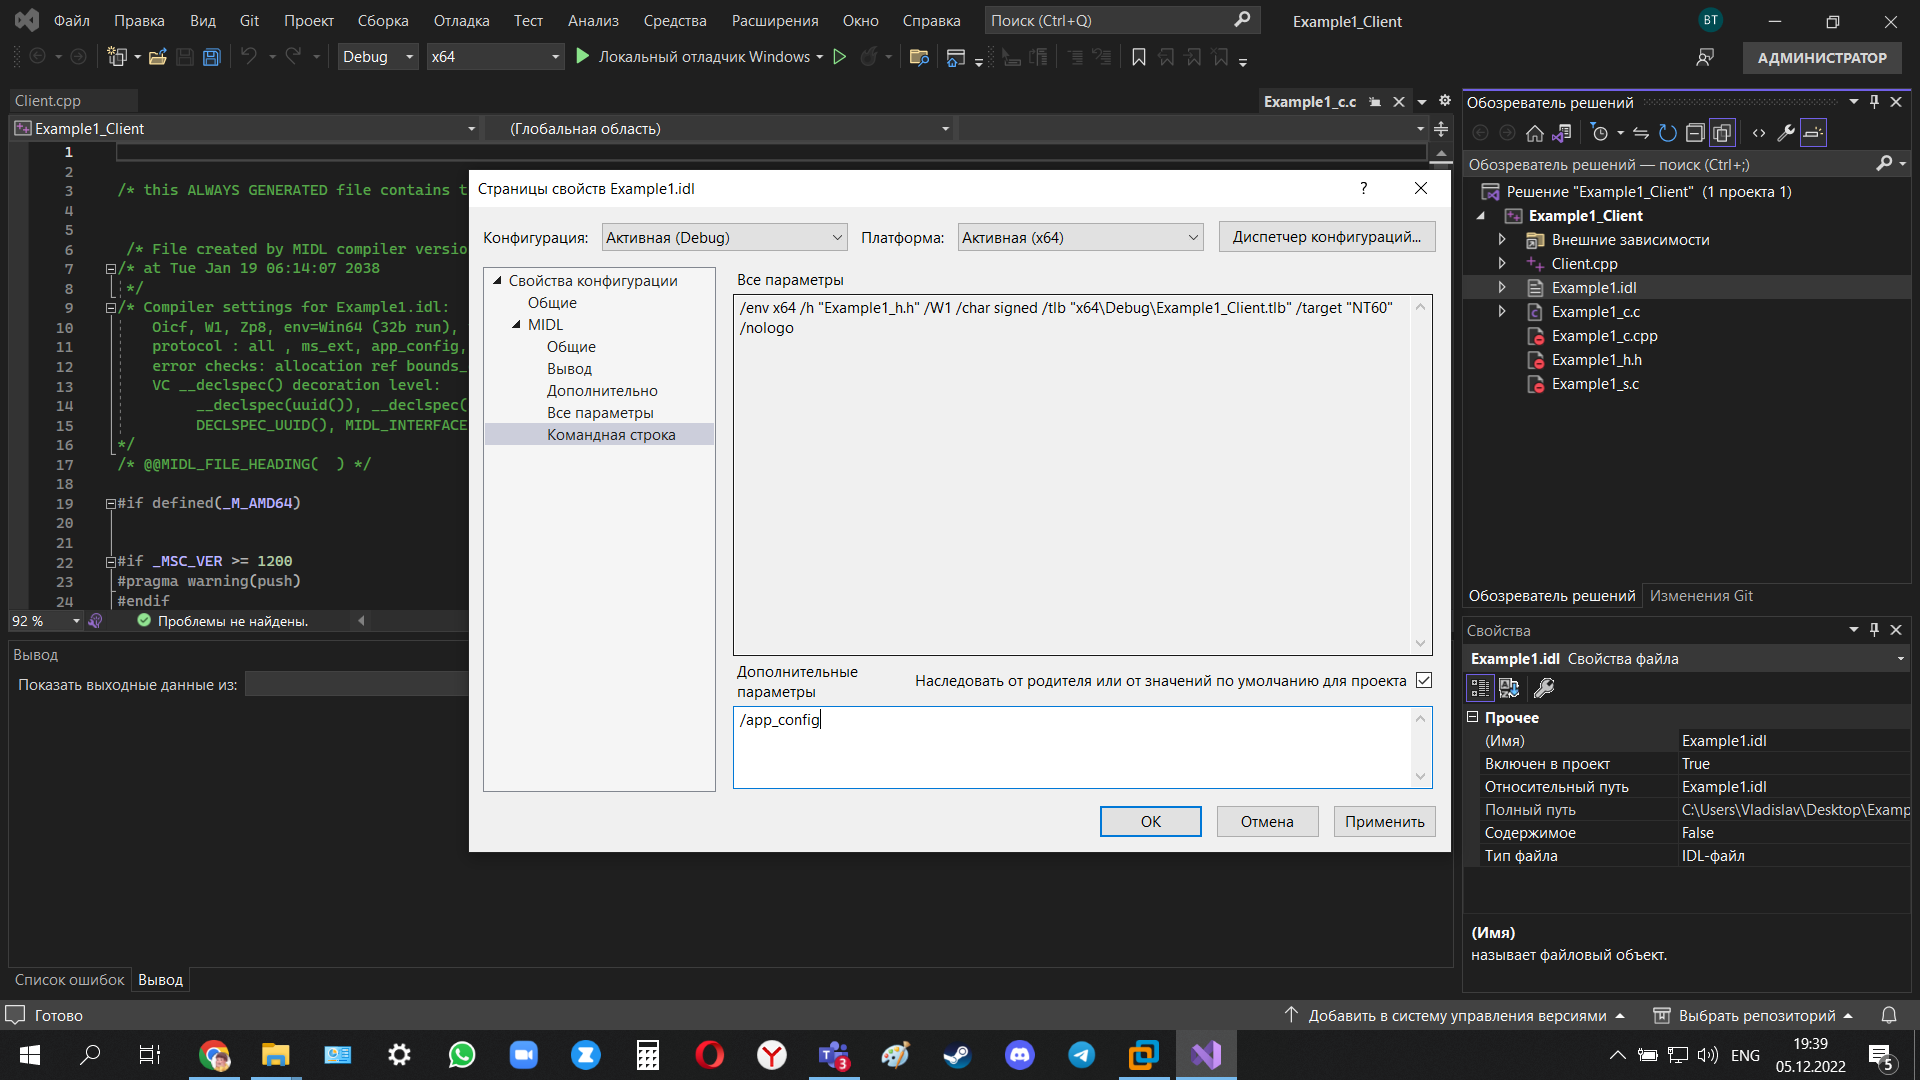 Файл Правка Вид Git Проект Сборка Отладка Тест Анализ Средства Расширения Окно Справка Поиск (Ctrl+Q) Example1_Client ВТ
Debug x64 Локальный отладчик Windows АДМИНИСТРАТОР
Client.cpp Example1_c.c
Example1_Client (Глобальная область)
1
2
3 /* this ALWAYS GENERATED file contains t
4
5
6 /* File created by MIDL compiler versio
7 /* at Tue Jan 19 06:14:07 2038
8 */
9 /* Compiler settings for Example1.idl:
10 Oicf, W1, Zp8, env=Win64 (32b run),
11 protocol : all , ms_ext, app_config,
12 error checks: allocation ref bounds_
13 VC __declspec() decoration level:
14 __declspec(uuid()), __declspec(
15 DECLSPEC_UUID(), MIDL_INTERFACE
16 */
17 /* @@MIDL_FILE_HEADING( ) */
18
19 #if defined(_M_AMD64)
20
21
22 #if _MSC_VER >= 1200
23 #pragma warning(push)
24 #endif
92 % Проблемы не найдены.
Вывод
Показать выходные данные из:
Список ошибок Вывод
Страницы свойств Example1.idl ?
Конфигурация: Активная (Debug) Платформа: Активная (x64) Диспетчер конфигураций...
Свойства конфигурации
Общие
MIDL
Общие
Вывод
Дополнительно
Все параметры
Командная строка
Все параметры
/env x64 /h "Example1_h.h" /W1 /char signed /tlb "x64\Debug\Example1_Client.tlb" /target "NT60"
/nologo
Дополнительные
параметры
Наследовать от родителя или от значений по умолчанию для проекта
/app_config
ОК Отмена Применить
Обозреватель решений
Обозреватель решений — поиск (Ctrl+;)
Решение "Example1_Client" (1 проекта 1)
Example1_Client
Внешние зависимости
Client.cpp
Example1.idl
Example1_c.c
Example1_c.cpp
Example1_h.h
Example1_s.c
Обозреватель решений Изменения Git
Свойства
Example1.idl Свойства файла
Прочее
(Имя) Example1.idl
Включен в проект True
Относительный путь Example1.idl
Полный путь C:\Users\Vladislav\Desktop\Examp
Содержимое False
Тип файла IDL-файл
(Имя)
называет файловый объект.
Готово Добавить в систему управления версиями Выбрать репозиторий
3 ENG 19:39
05.12.2022 5